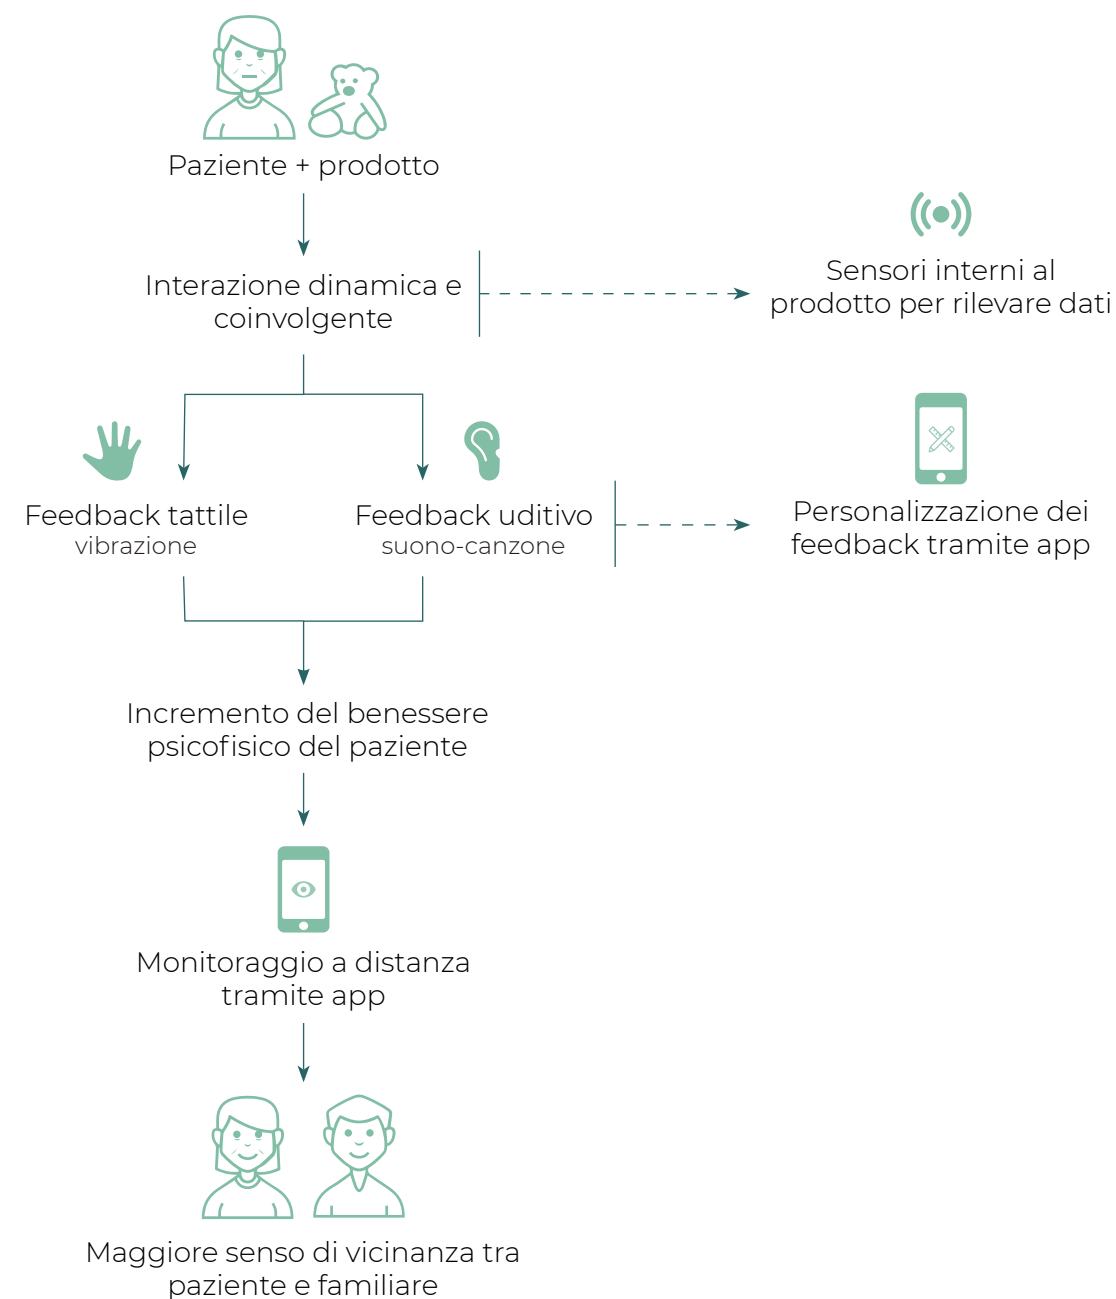 Paziente + prodotto
Interazione dinamica e
coinvolgente
Sensori interni al
prodotto per rilevare dati
Feedback tattile
vibrazione
Feedback uditivo
suono-canzone
Personalizzazione dei
feedback tramite app
Incremento del benessere
psicofisico del paziente
Monitoraggio a distanza
tramite app
Maggiore senso di vicinanza tra
paziente e familiare